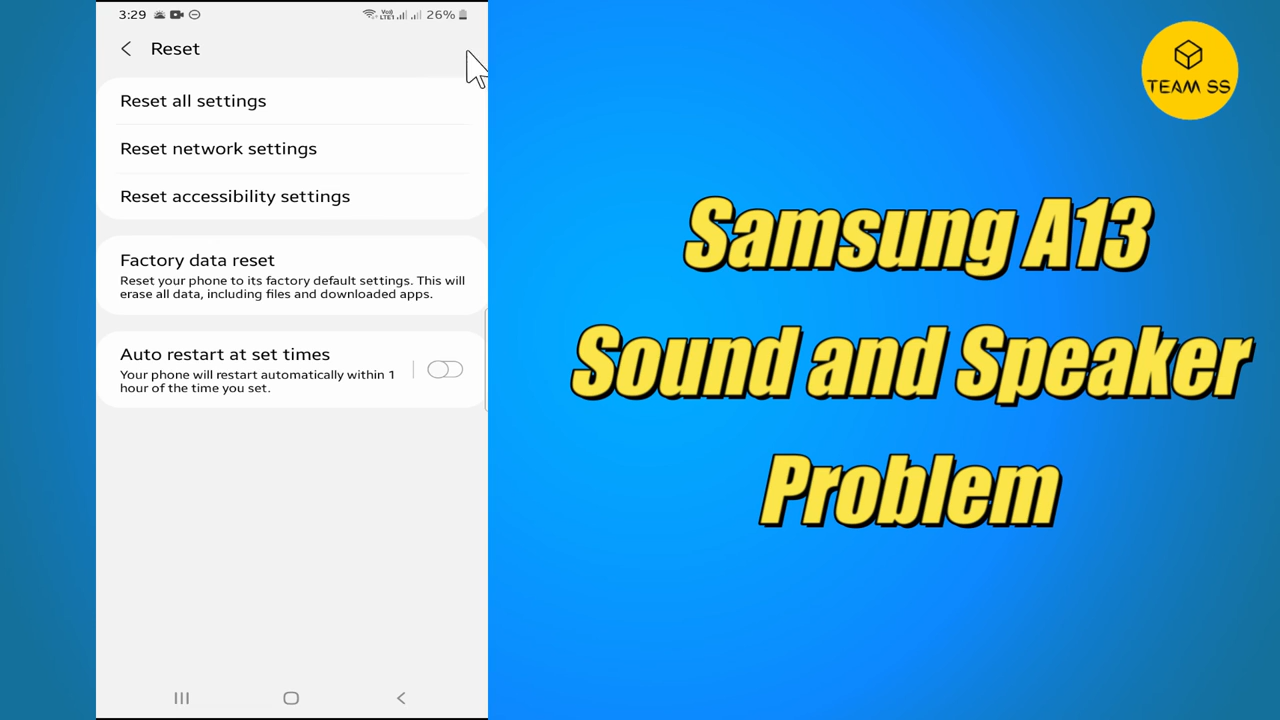 3:29
VoLTE1 26%
Reset
Reset all settings
Reset network settings
Reset accessibility settings
Factory data reset
Reset your phone to its factory default settings. This will
erase all data, including files and downloaded apps.
Auto restart at set times
Your phone will restart automatically within 1
hour of the time you set.
TEAM SS
Samsung A13
Sound and Speaker
Problem